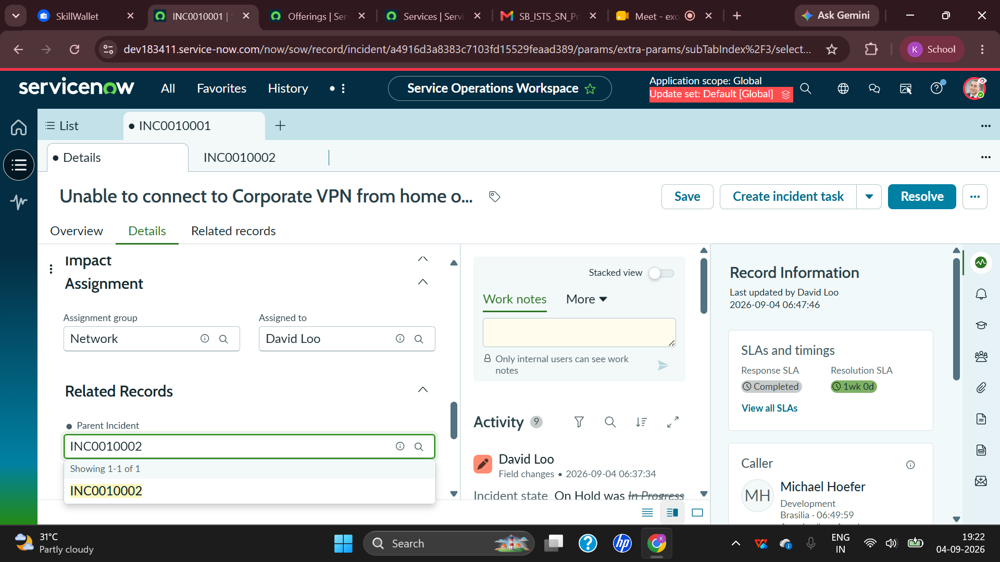 SkillWallet
INC0010001 | S
Offerings | Ser
Services | Servi
SB_ISTS_SN_Pr
Meet - exo
Ask Gemini
dev183411.service-now.com/now/sow/record/incident/a4916d3a8383c7103fd15529feaad389/params/extra-params/subTabIndex%2F3/select...
K School
servicenow
All
Favorites
History
Service Operations Workspace
Application scope: Global
Update set: Default [Global]
List
INC0010001
Details
INC0010002
Unable to connect to Corporate VPN from home o...
Save
Create incident task
Resolve
Overview
Details
Related records
Impact
Assignment
Assignment group
Assigned to
Network
David Loo
Related Records
Parent Incident
INC0010002
Showing 1-1 of 1
INC0010002
Stacked view
Work notes
More
Only internal users can see work
notes
Activity 9
David Loo
Field changes • 2026-09-04 06:37:34
Incident state On Hold was In Progress
Record Information
Last updated by David Loo
2026-09-04 06:47:46
SLAs and timings
Response SLA
Resolution SLA
Completed
1wk 0d
View all SLAs
Caller
MH
Michael Hoefer
Development
Brasilia · 06:49:59
31°C
Partly cloudy
Search
hp
K
ENG
IN
19:22
04-09-2026